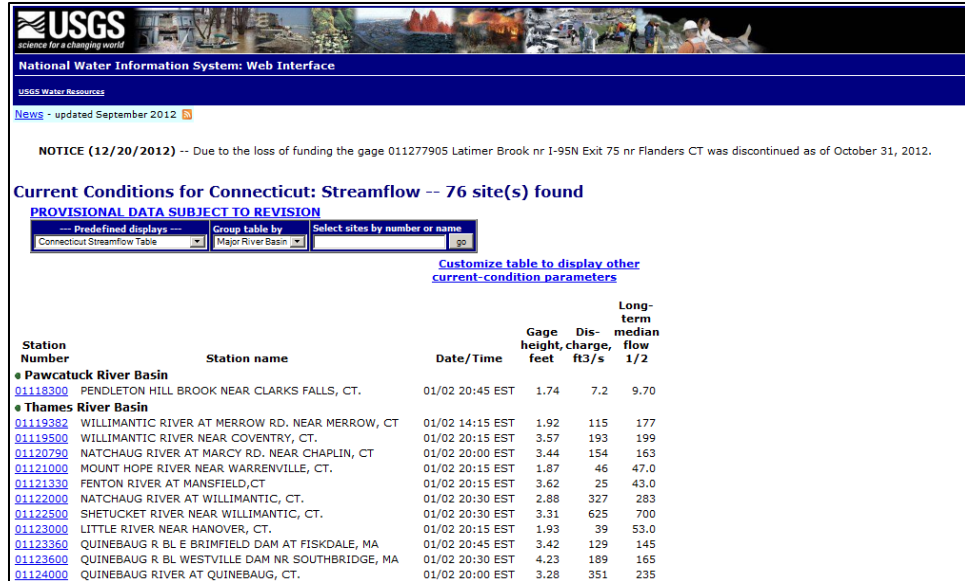 USGS
science for a changing world
National Water Information System: Web Interface
USGS Water Resources
News - updated September 2012
NOTICE (12/20/2012) -- Due to the loss of funding the gage 011277905 Latimer Brook nr I-95N Exit 75 nr Flanders CT was discontinued as of October 31, 2012.
Current Conditions for Connecticut: Streamflow -- 76 site(s) found
PROVISIONAL DATA SUBJECT TO REVISION
--- Predefined displays --- Group table by Select sites by number or name
Connecticut Streamflow Table Major River Basin go
Customize table to display other
current-condition parameters
Long-
term
Gage Dis- median
Station height, charge, flow
Number Station name Date/Time feet ft3/s 1/2
Pawcatuck River Basin
01118300 PENDLETON HILL BROOK NEAR CLARKS FALLS, CT. 01/02 20:45 EST 1.74 7.2 9.70
Thames River Basin
01119382 WILLIMANTIC RIVER AT MERROW RD. NEAR MERROW, CT 01/02 14:15 EST 1.92 115 177
01119500 WILLIMANTIC RIVER NEAR COVENTRY, CT. 01/02 20:15 EST 3.57 193 199
01120790 NATCHAUG RIVER AT MARCY RD. NEAR CHAPLIN, CT 01/02 20:00 EST 3.44 154 163
01121000 MOUNT HOPE RIVER NEAR WARRENVILLE, CT. 01/02 20:15 EST 1.87 46 47.0
01121330 FENTON RIVER AT MANSFIELD,CT 01/02 20:15 EST 3.62 25 43.0
01122000 NATCHAUG RIVER AT WILLIMANTIC, CT. 01/02 20:30 EST 2.88 327 283
01122500 SHETUCKET RIVER NEAR WILLIMANTIC, CT. 01/02 20:30 EST 3.31 625 700
01123000 LITTLE RIVER NEAR HANOVER, CT. 01/02 20:15 EST 1.93 39 53.0
01123360 QUINEBAUG R BL E BRIMFIELD DAM AT FISKDALE, MA 01/02 20:45 EST 3.42 129 145
01123600 QUINEBAUG R BL WESTVILLE DAM NR SOUTHBRIDGE, MA 01/02 20:30 EST 4.23 189 165
01124000 QUINEBAUG RIVER AT QUINEBAUG, CT. 01/02 20:00 EST 3.28 351 235